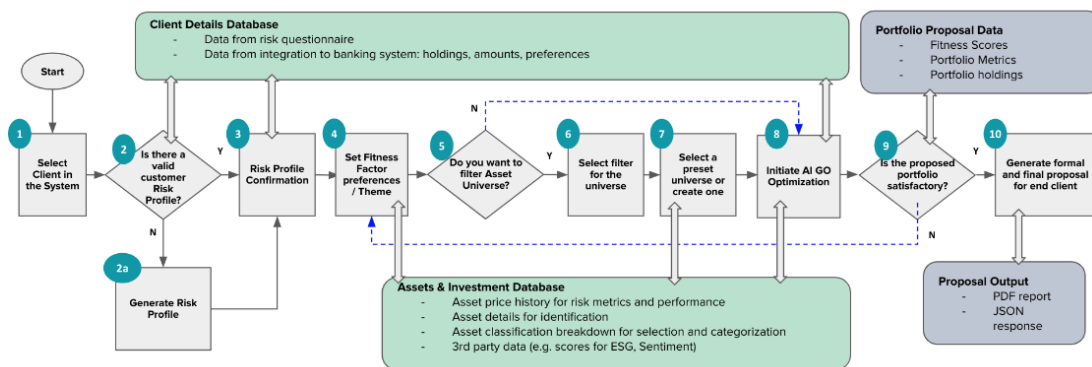 Client Details Database
- Data from risk questionnaire
- Data from integration to banking system: holdings, amounts, preferences
Portfolio Proposal Data
- Fitness Scores
- Portfolio Metrics
- Portfolio holdings
Start
1
Select
Client in
the System
2
Is there a
valid
customer
Risk
Profile?
Y
N
2a
Generate Risk
Profile
3
Risk Profile
Confirmation
4
Set Fitness
Factor
preferences
/ Theme
5
Do you want to
filter Asset
Universe?
N
Y
6
Select filter
for the
universe
7
Select a
preset
universe or
create one
8
Initiate AI GO
Optimization
9
Is the proposed
portfolio
satisfactory?
Y
N
10
Generate formal
and final
proposal
for end
client
Assets & Investment Database
- Asset price history for risk metrics and performance
- Asset details for identification
- Asset classification breakdown for selection and categorization
- 3rd party data (e.g. scores for ESG, Sentiment)
Proposal Output
- PDF report
- JSON
response